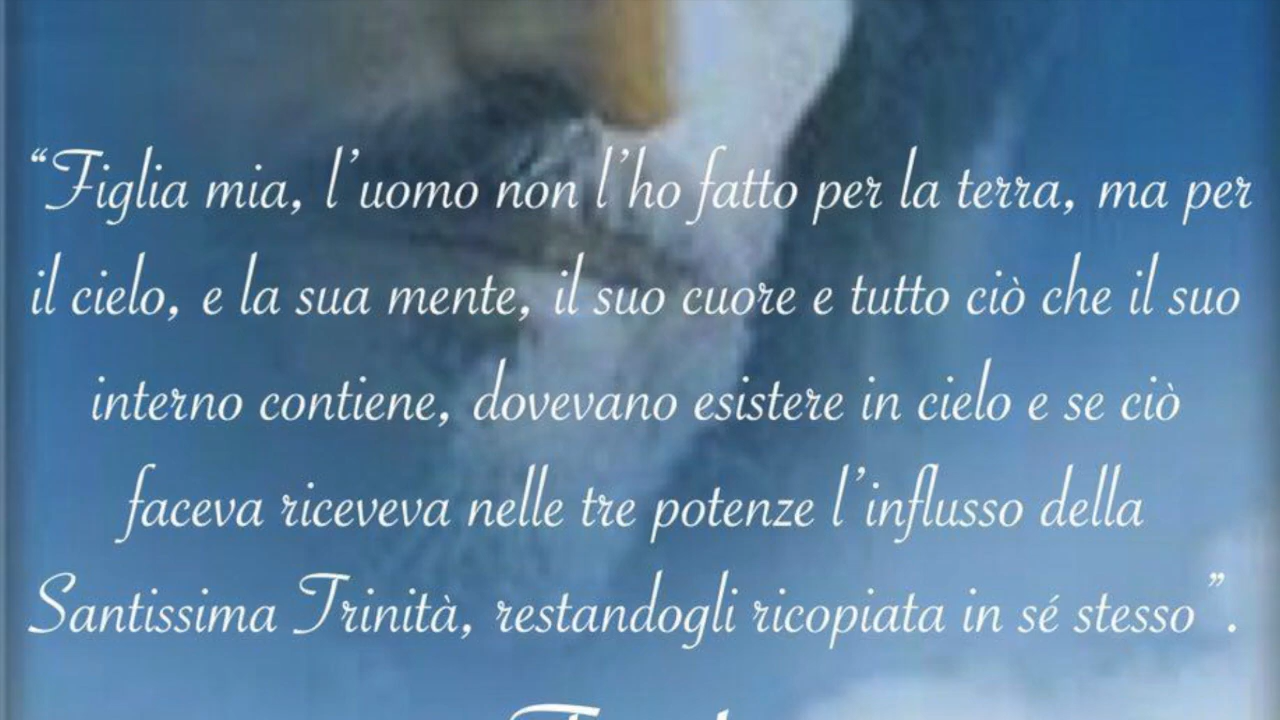 “Figlia mia, l’uomo non l’ho fatto per la terra, ma per
il cielo, e la sua mente, il suo cuore e tutto ciò che il suo
interno contiene, dovevano esistere in cielo e se ciò
faceva riceveva nelle tre potenze l’influsso della
Santissima Trinità, restandogli ricopiata in sé stesso”.